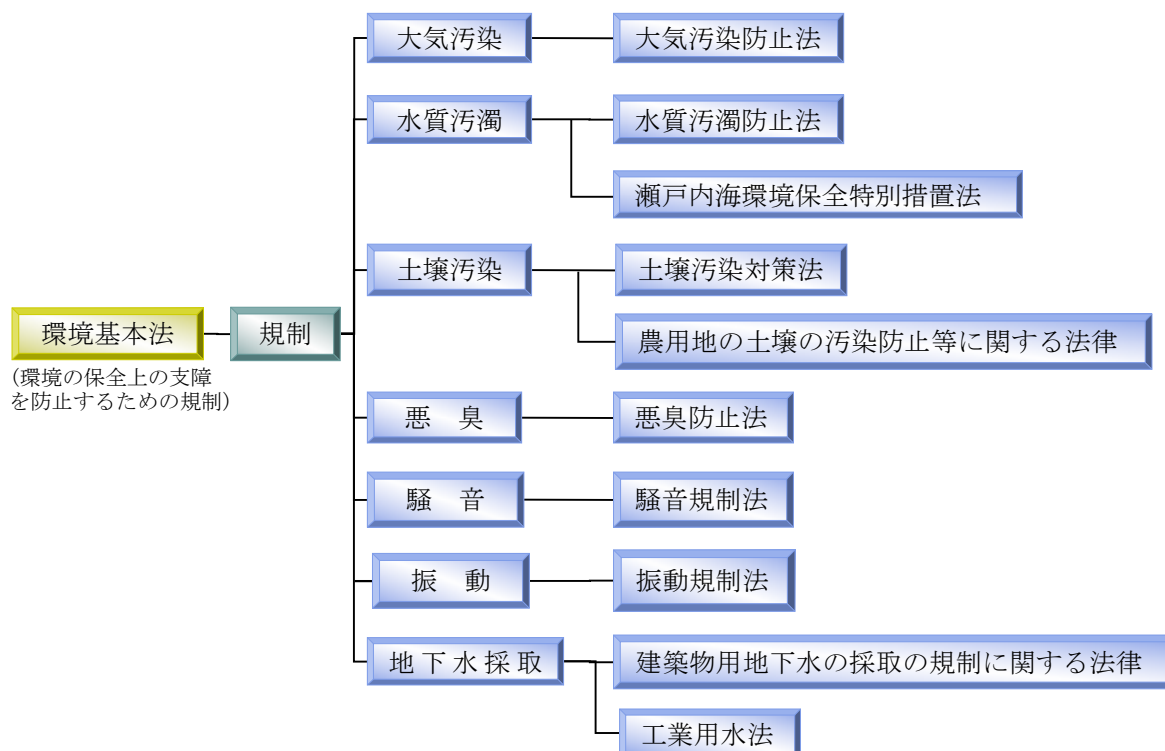 大気汚染
大気汚染防止法
水質汚濁
水質汚濁防止法
瀬戸内海環境保全特別措置法
土壌汚染
土壌汚染対策法
環境基本法
規制
農用地の土壌の汚染防止等に関する法律
(環境の保全上の支障
を防止するための規制)
悪　臭
悪臭防止法
騒　音
騒音規制法
振　動
振動規制法
地下水採取
建築物用地下水の採取の規制に関する法律
工業用水法